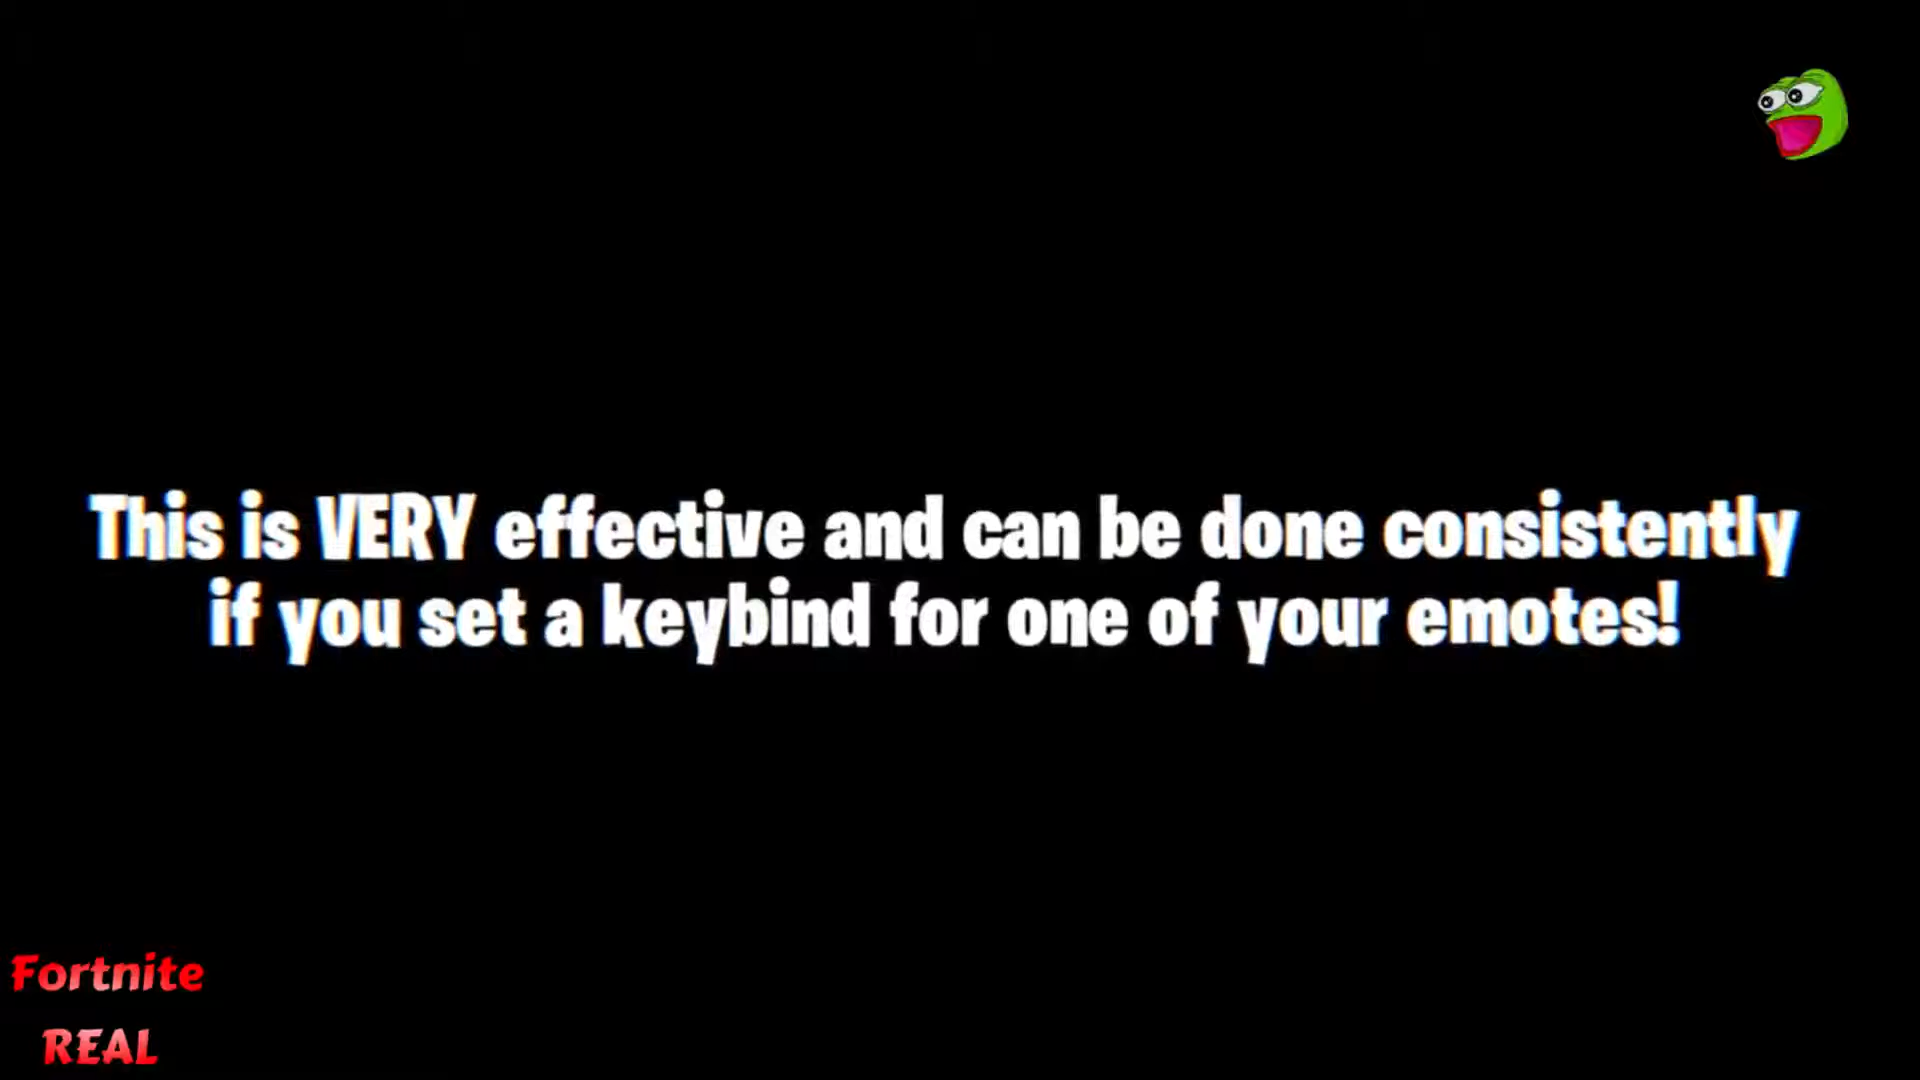 This is VERY effective and can be done consistently
if you set a keybind for one of your emotes!
Fortnite
REAL